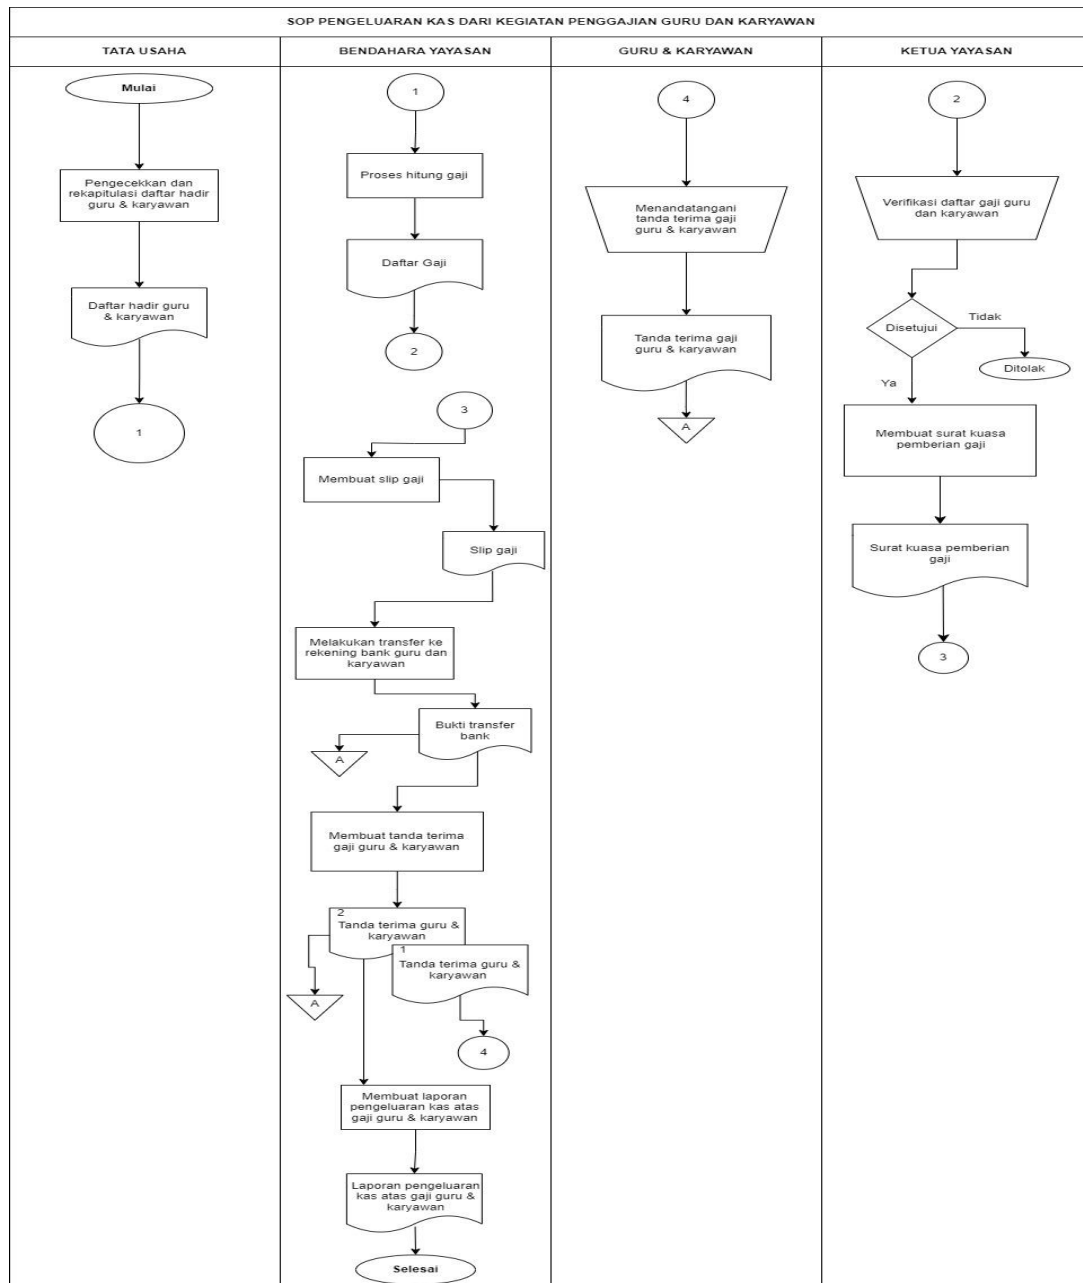 SOP PENGELUARAN KAS DARI KEGIATAN PENGGAJIAN GURU DAN KARYAWAN
TATA USAHA
BENDAHARA YAYASAN
GURU & KARYAWAN
KETUA YAYASAN
Mulai
Pengecekkan dan
rekapitulasi daftar hadir
guru & karyawan
Daftar hadir guru
& karyawan
1
1
Proses hitung gaji
Daftar Gaji
2
3
Membuat slip gaji
Slip gaji
Melakukan transfer ke
rekening bank guru dan
karyawan
Bukti transfer
bank
A
Membuat tanda terima
gaji guru & karyawan
2
Tanda terima guru &
karyawan
1
Tanda terima guru &
karyawan
A
4
Membuat laporan
pengeluaran kas atas
gaji guru & karyawan
Laporan pengeluaran
kas atas gaji guru &
karyawan
Selesai
4
Menandatangani
tanda terima gaji
guru & karyawan
Tanda terima gaji
guru & karyawan
A
2
Verifikasi daftar gaji guru
dan karyawan
Disetujui
Tidak
Ditolak
Ya
Membuat surat kuasa
pemberian gaji
Surat kuasa pemberian
gaji
3